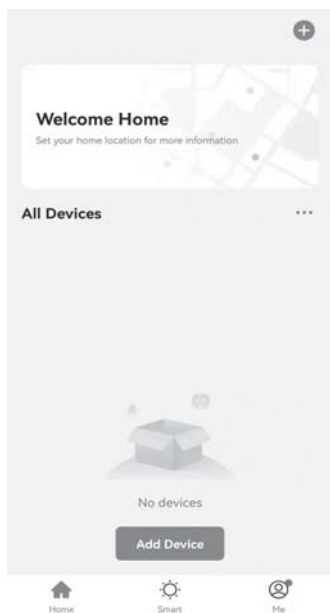 Welcome Home
Set your home location for more information
All Devices
No devices
Add Device
Home
Smart
Me